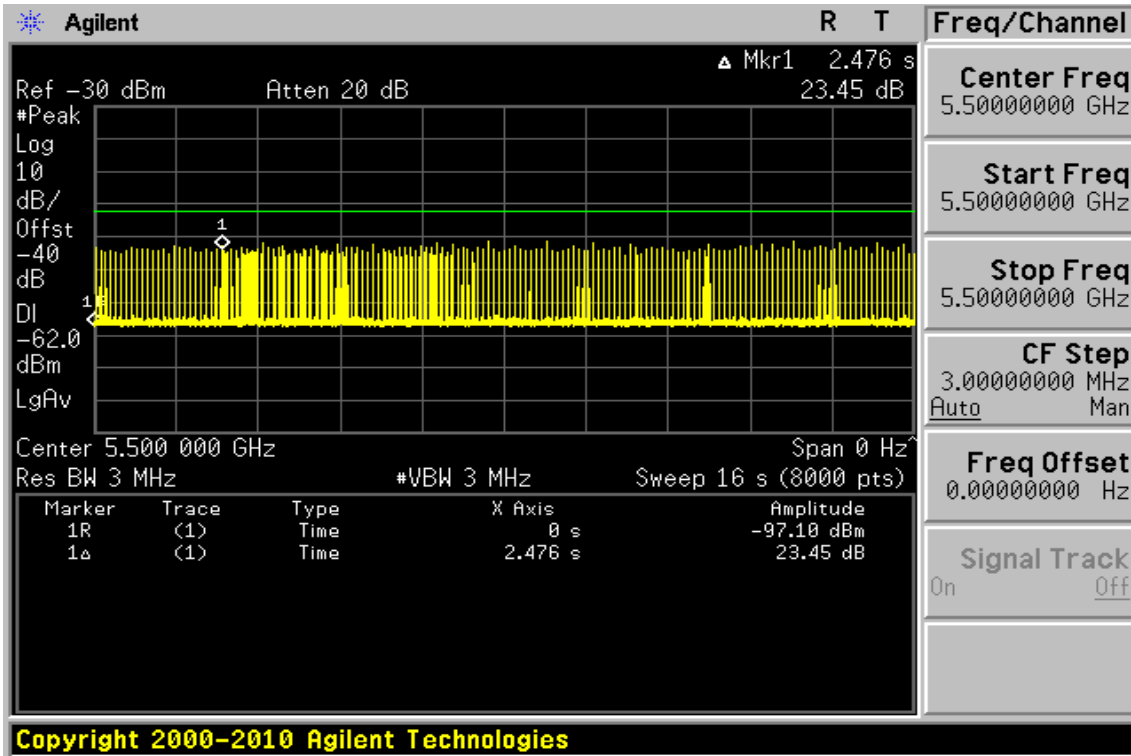 Agilent R T
Δ Mkr1 2.476 s
Ref -30 dBm Atten 20 dB 23.45 dB
#Peak
Log
10
dB/
Offst
-40
dB
DI
-62.0
dBm
LgAv
1
1R
Center 5.500 000 GHz Span 0 Hz^
Res BW 3 MHz #VBW 3 MHz Sweep 16 s (8000 pts)
Marker Trace Type X Axis Amplitude
1R (1) Time 0 s -97.10 dBm
1Δ (1) Time 2.476 s 23.45 dB
Freq/Channel
Center Freq
5.50000000 GHz
Start Freq
5.50000000 GHz
Stop Freq
5.50000000 GHz
CF Step
3.00000000 MHz
Auto Man
Freq Offset
0.00000000 Hz
Signal Track
On Off
Copyright 2000-2010 Agilent Technologies